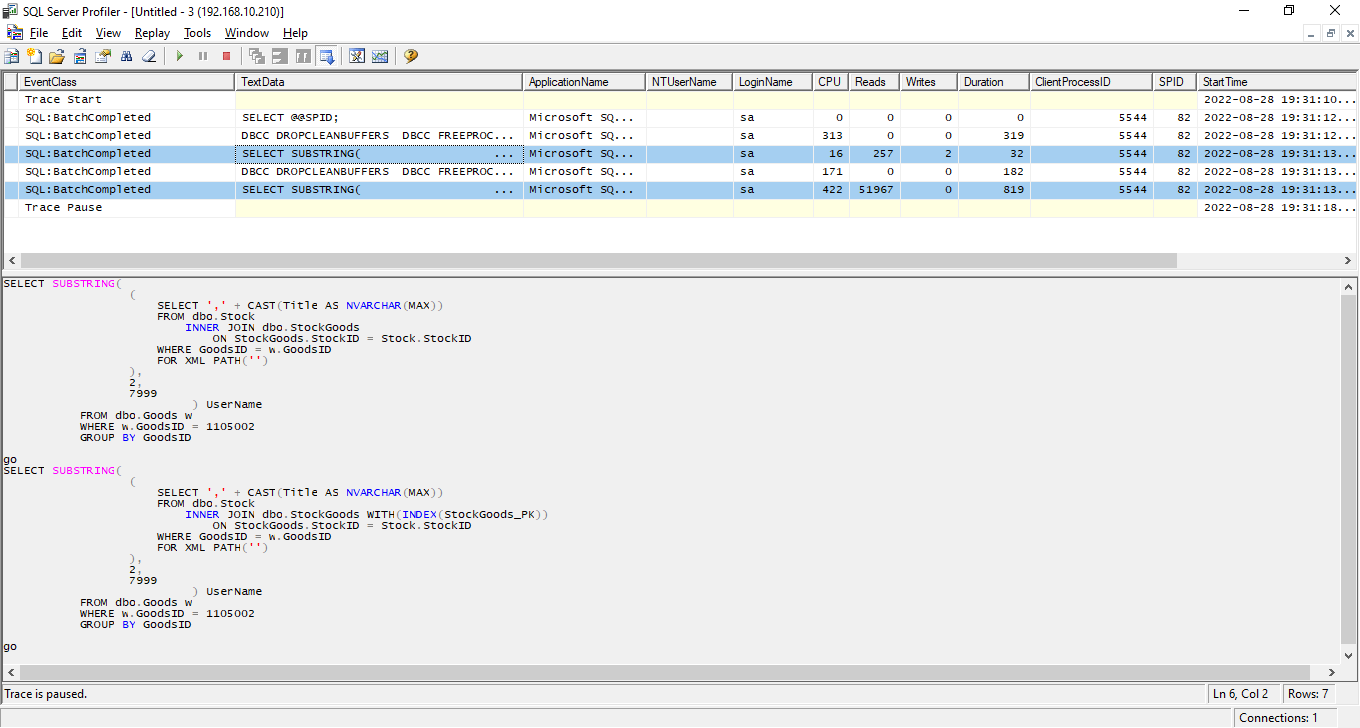 SQL Server Profiler - [Untitled - 3 (192.168.10.210)]
File Edit View Replay Tools Window Help
EventClass TextData ApplicationName NTUserName LoginName CPU Reads Writes Duration ClientProcessID SPID StartTime
Trace Start 2022-08-28 19:31:10...
SQL:BatchCompleted SELECT @@SPID; Microsoft SQ... sa 0 0 0 0 5544 82 2022-08-28 19:31:12...
SQL:BatchCompleted DBCC DROPCLEANBUFFERS DBCC FREEPROC... Microsoft SQ... sa 313 0 0 319 5544 82 2022-08-28 19:31:12...
SQL:BatchCompleted SELECT SUBSTRING( ... Microsoft SQ... sa 16 257 2 32 5544 82 2022-08-28 19:31:13...
SQL:BatchCompleted DBCC DROPCLEANBUFFERS DBCC FREEPROC... Microsoft SQ... sa 171 0 0 182 5544 82 2022-08-28 19:31:13...
SQL:BatchCompleted SELECT SUBSTRING( ... Microsoft SQ... sa 422 51967 0 819 5544 82 2022-08-28 19:31:13...
Trace Pause 2022-08-28 19:31:18...
SELECT SUBSTRING(
(
SELECT ',' + CAST(Title AS NVARCHAR(MAX))
FROM dbo.Stock
INNER JOIN dbo.StockGoods
ON StockGoods.StockID = Stock.StockID
WHERE GoodsID = w.GoodsID
FOR XML PATH('')
),
2,
7999
) UserName
FROM dbo.Goods w
WHERE w.GoodsID = 1105002
GROUP BY GoodsID
go
SELECT SUBSTRING(
(
SELECT ',' + CAST(Title AS NVARCHAR(MAX))
FROM dbo.Stock
INNER JOIN dbo.StockGoods WITH(INDEX(StockGoods_PK))
ON StockGoods.StockID = Stock.StockID
WHERE GoodsID = w.GoodsID
FOR XML PATH('')
),
2,
7999
) UserName
FROM dbo.Goods w
WHERE w.GoodsID = 1105002
GROUP BY GoodsID
go
Trace is paused. Ln 6, Col 2 Rows: 7
Connections: 1